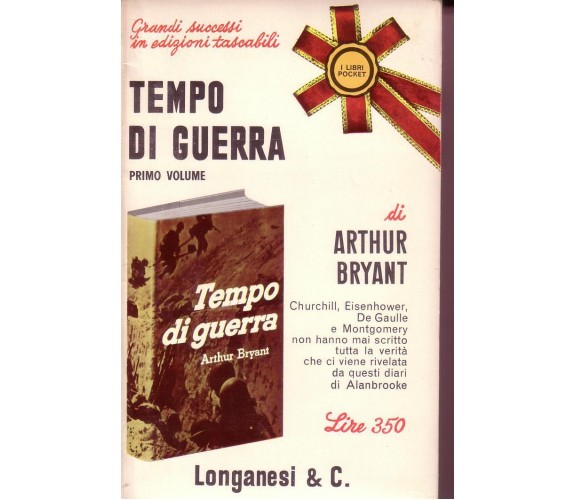 Grandi successi
in edizioni tascabili
I LIBRI
POCKET
TEMPO
DI GUERRA
PRIMO VOLUME
di
ARTHUR
BRYANT
Churchill, Eisenhower,
De Gaulle
e Montgomery
non hanno mai scritto
tutta la verità
che ci viene rivelata
da questi diari
di Alanbrooke
Tempo
di guerra
Arthur Bryant
Lire 350
Longanesi & C.